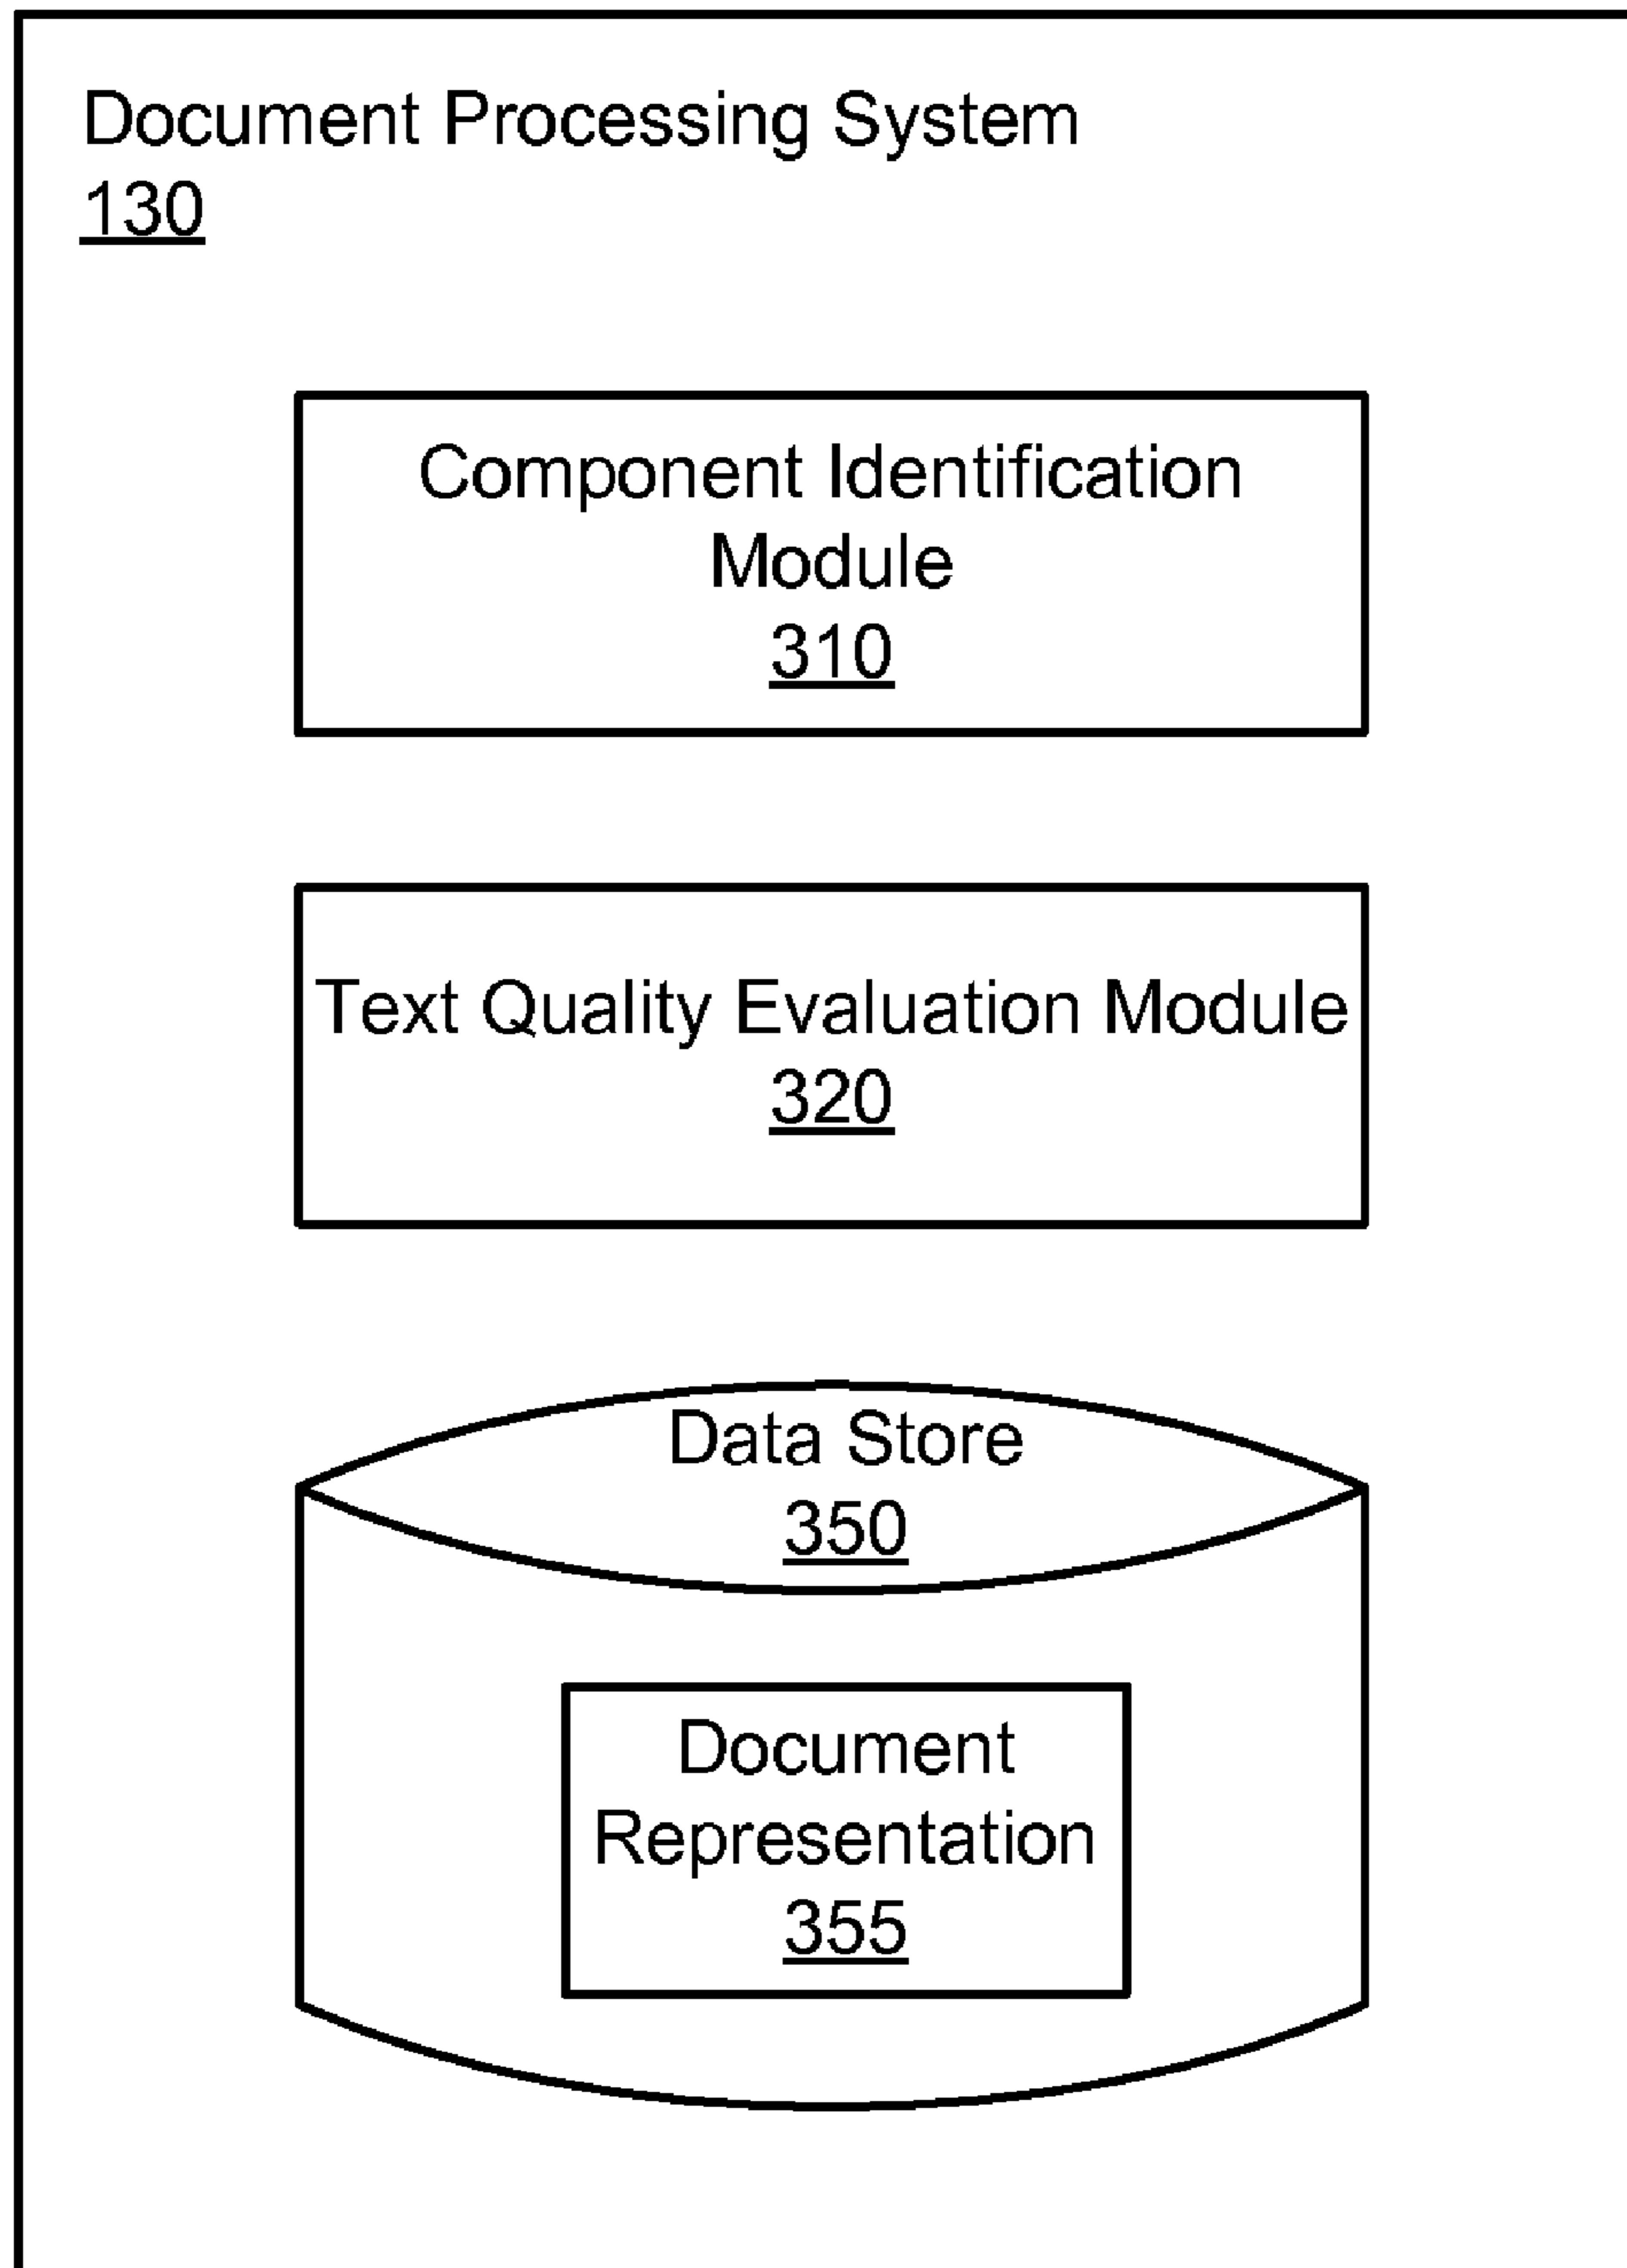 Document Processing System
130
Component Identification
Module
310
Text Quality Evaluation Module
320
Data Store
350
Document
Representation
355